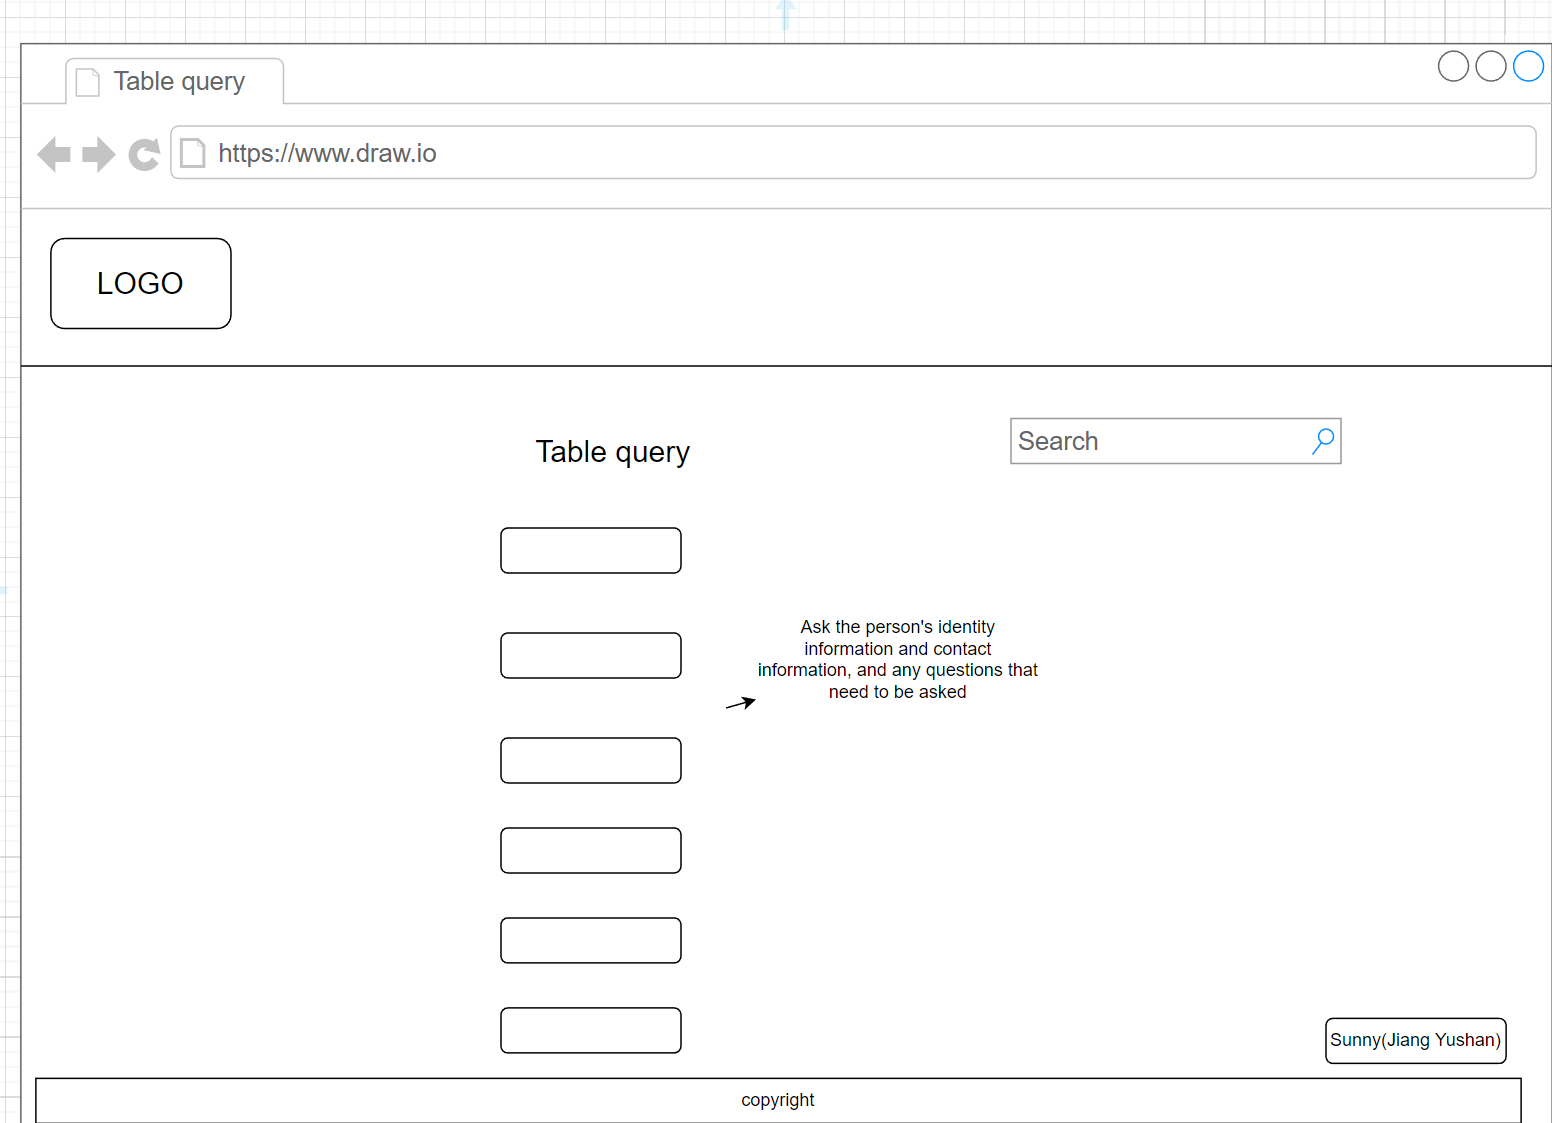 Table query
https://www.draw.io
LOGO
Table query
Search
Ask the person's identity
information and contact
information, and any questions that
need to be asked
Sunny(Jiang Yushan)
copyright